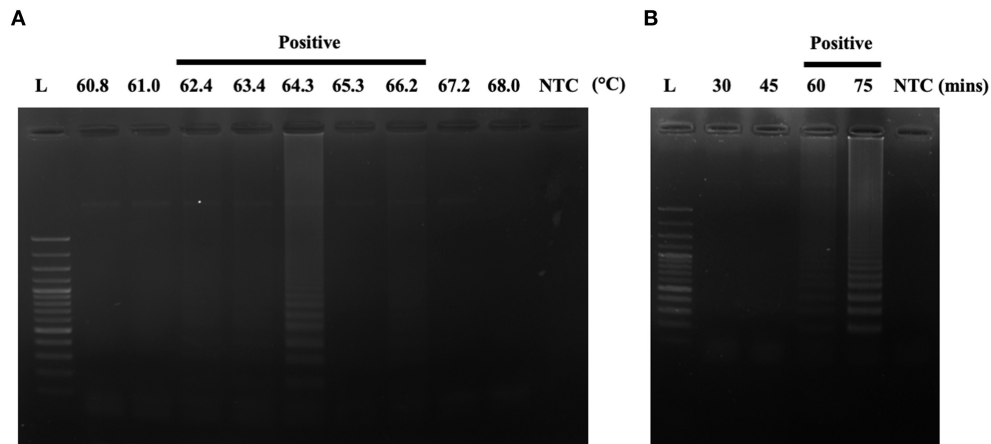 A
Positive
L 60.8 61.0 62.4 63.4 64.3 65.3 66.2 67.2 68.0 NTC (°C)
B
Positive
L 30 45 60 75 NTC (mins)